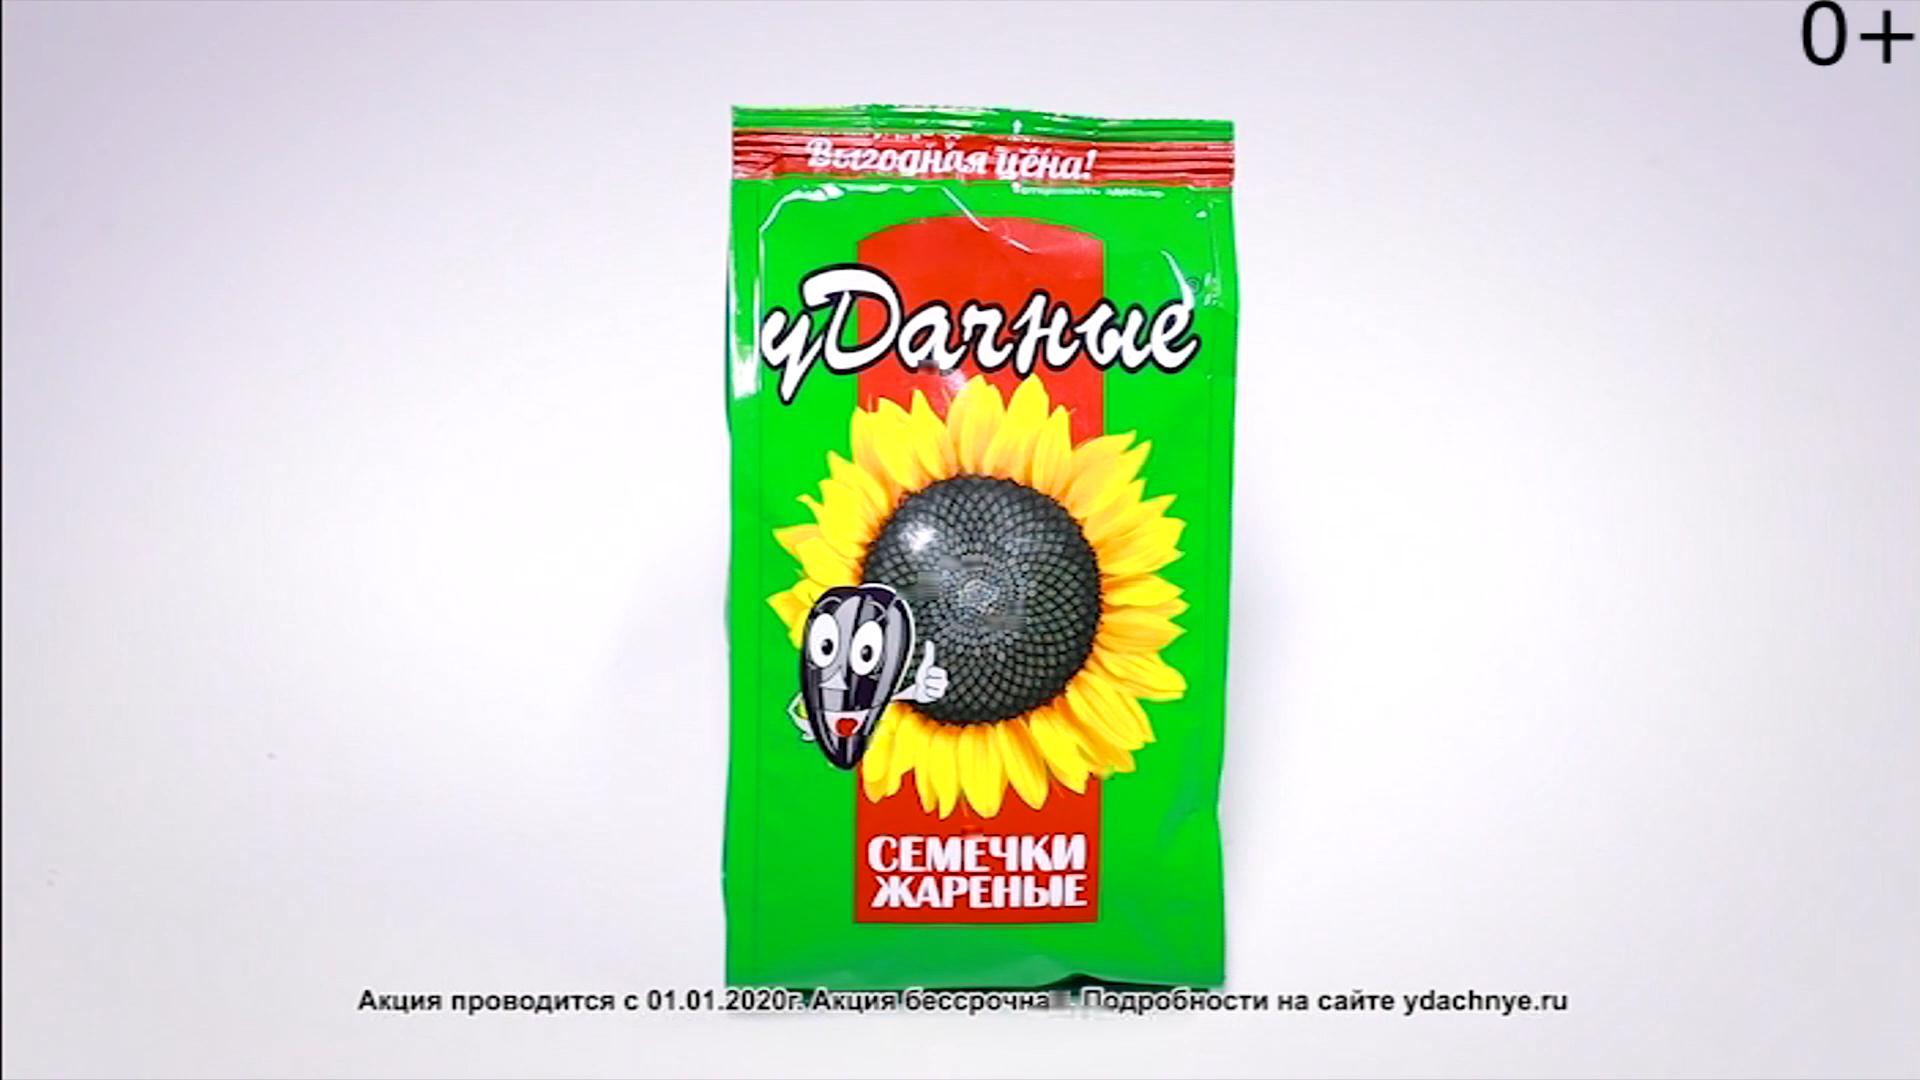 0+
Выгодная цена!
уДачные
СЕМЕЧКИ
ЖАРЕНЫЕ
Акция проводится с 01.01.2020г. Акция бессрочна Подробности на сайте ydachnye.ru